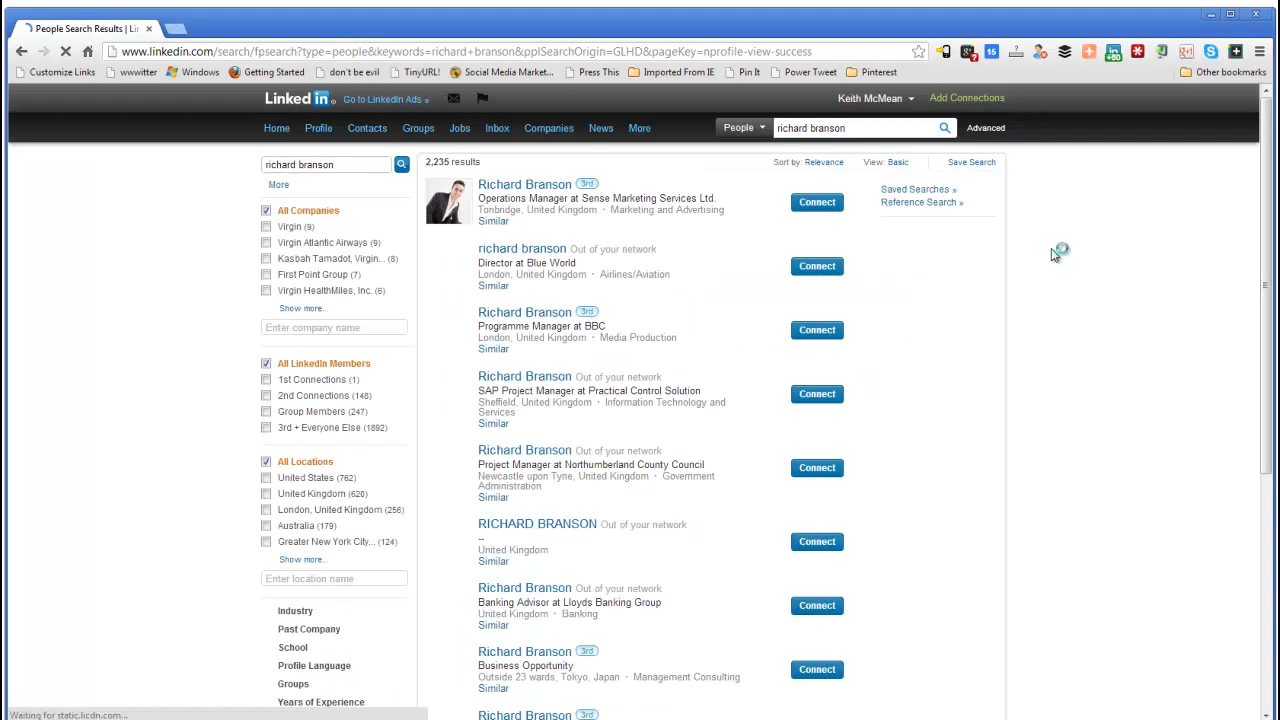 People Search Results | Lin
www.linkedin.com/search/fpsearch?type=people&keywords=richard+branson&pplSearchOrigin=GLHD&pageKey=nprofile-view-success
Customize Links wwwitter Windows Getting Started don't be evil TinyURL! Social Media Market... Press This Imported From IE Pin It Power Tweet Pinterest Other bookmarks
Linked in Go to LinkedIn Ads » Keith McMean Add Connections
Home Profile Contacts Groups Jobs Inbox Companies News More People richard branson Advanced
richard branson
More
All Companies
Virgin (9)
Virgin Atlantic Airways (9)
Kasbah Tamadot, Virgin... (8)
First Point Group (7)
Virgin HealthMiles, Inc. (6)
Show more...
Enter company name
All LinkedIn Members
1st Connections (1)
2nd Connections (148)
Group Members (247)
3rd + Everyone Else (1892)
All Locations
United States (762)
United Kingdom (620)
London, United Kingdom (256)
Australia (179)
Greater New York City... (124)
Show more...
Enter location name
Industry
Past Company
School
Profile Language
Groups
Years of Experience
2,235 results Sort by: Relevance View: Basic Save Search
Richard Branson 3rd
Operations Manager at Sense Marketing Services Ltd.
Tonbridge, United Kingdom · Marketing and Advertising
Similar
Connect
richard branson Out of your network
Director at Blue World
London, United Kingdom · Airlines/Aviation
Similar
Connect
Richard Branson 3rd
Programme Manager at BBC
London, United Kingdom · Media Production
Similar
Connect
Richard Branson Out of your network
SAP Project Manager at Practical Control Solution
Sheffield, United Kingdom · Information Technology and
Services
Similar
Connect
Richard Branson Out of your network
Project Manager at Northumberland County Council
Newcastle upon Tyne, United Kingdom · Government
Administration
Similar
Connect
RICHARD BRANSON Out of your network
--
United Kingdom
Similar
Connect
Richard Branson Out of your network
Banking Advisor at Lloyds Banking Group
United Kingdom · Banking
Similar
Connect
Richard Branson 3rd
Business Opportunity
Outside 23 wards, Tokyo, Japan · Management Consulting
Similar
Connect
Richard Branson 3rd
Saved Searches »
Reference Search »
Waiting for static.licdn.com...